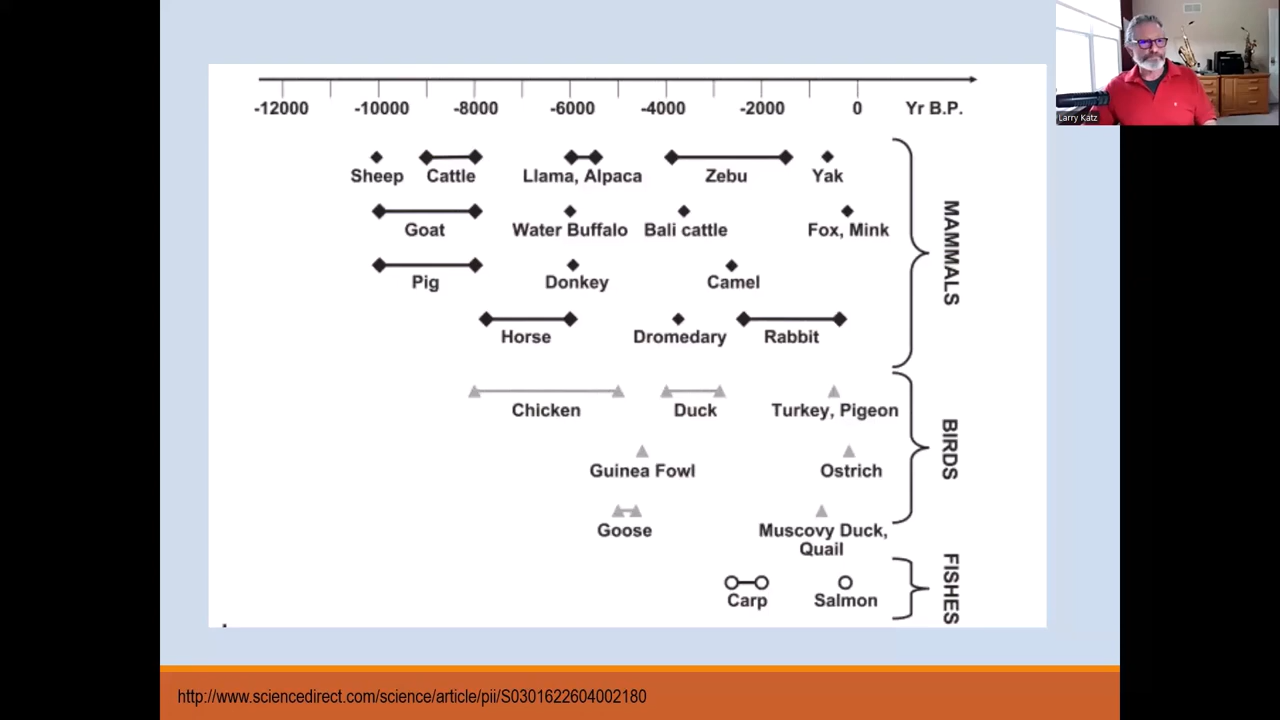 -12000 -10000 -8000 -6000 -4000 -2000 0 Yr B.P.
Sheep Cattle Llama, Alpaca Zebu Yak
Goat Water Buffalo Bali cattle Fox, Mink
Pig Donkey Camel
Horse Dromedary Rabbit
MAMMALS
Chicken Duck Turkey, Pigeon
Guinea Fowl Ostrich
Goose Muscovy Duck,
Quail
BIRDS
Carp Salmon
FISHES
http://www.sciencedirect.com/science/article/pii/S0301622604002180
Larry Katz